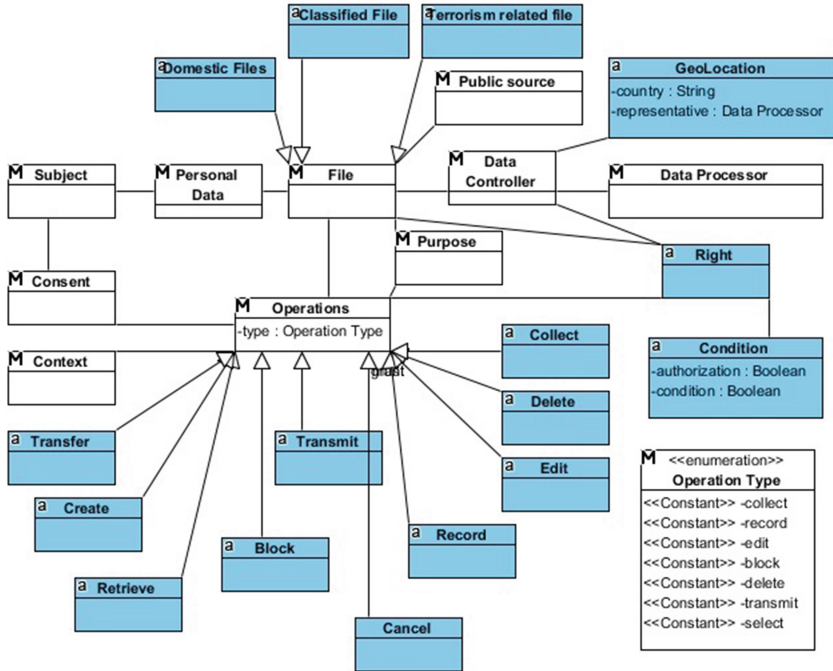 a Classified File
a Terrorism related file
a Domestic Files
M Public source
a GeoLocation
-country : String
-representative : Data Processor
M Subject
M Personal
Data
M File
M Data
Controller
M Data Processor
M Purpose
a Right
M Consent
M Operations
-type : Operation Type
M Context
a Collect
a Condition
-authorization : Boolean
-condition : Boolean
a Delete
a Transfer
a Transmit
a Edit
a Create
a Block
a Record
a Retrieve
a Cancel
M <<enumeration>>
Operation Type
<<Constant>> -collect
<<Constant>> -record
<<Constant>> -edit
<<Constant>> -block
<<Constant>> -delete
<<Constant>> -transmit
<<Constant>> -select